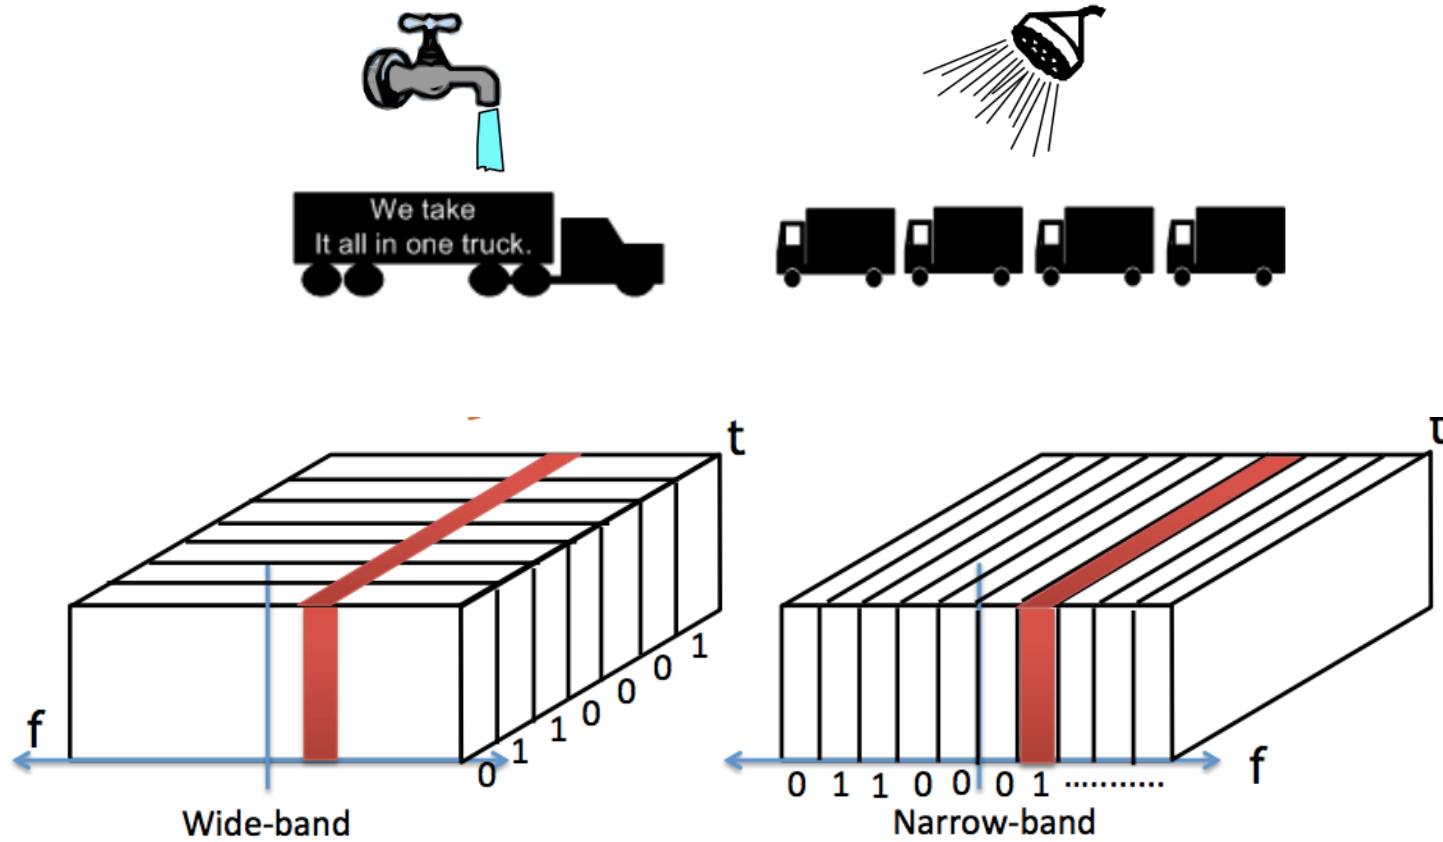 We take
It all in one truck.
t
f
0 1 1 0 0 0 1
Wide-band
t
f
0 1 1 0 0 0 1 ...........
Narrow-band